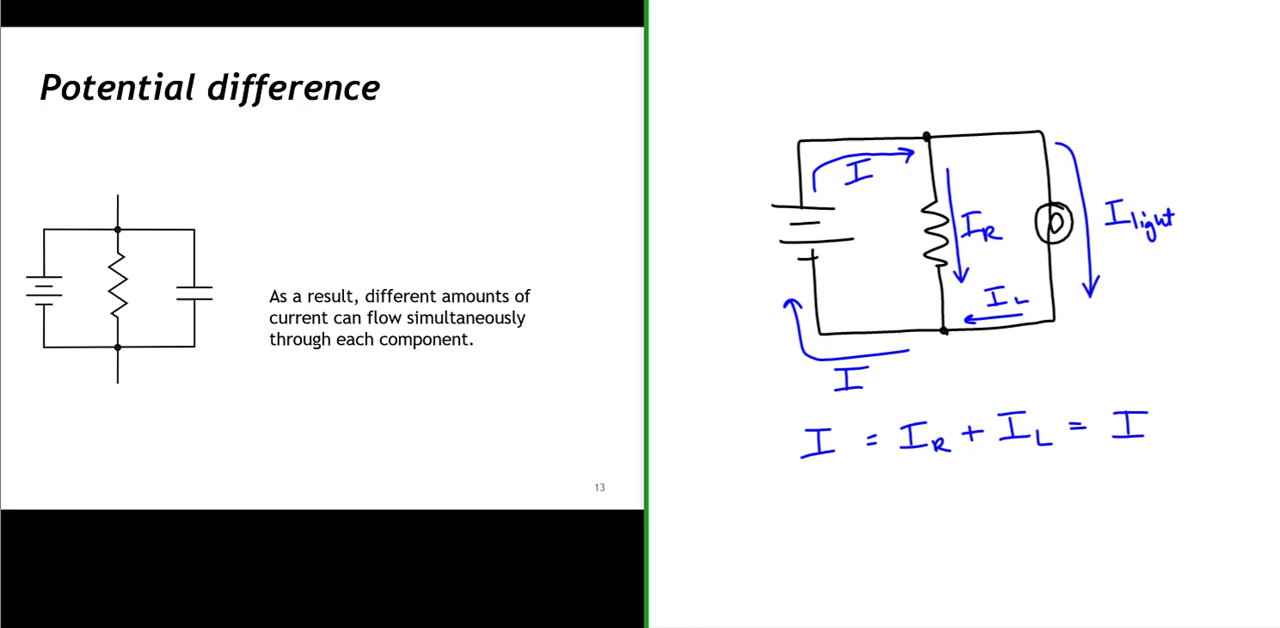 Potential difference
As a result, different amounts of
current can flow simultaneously
through each component.
13
I
I_R
I_light
I_L
I
I = I_R + I_L = I